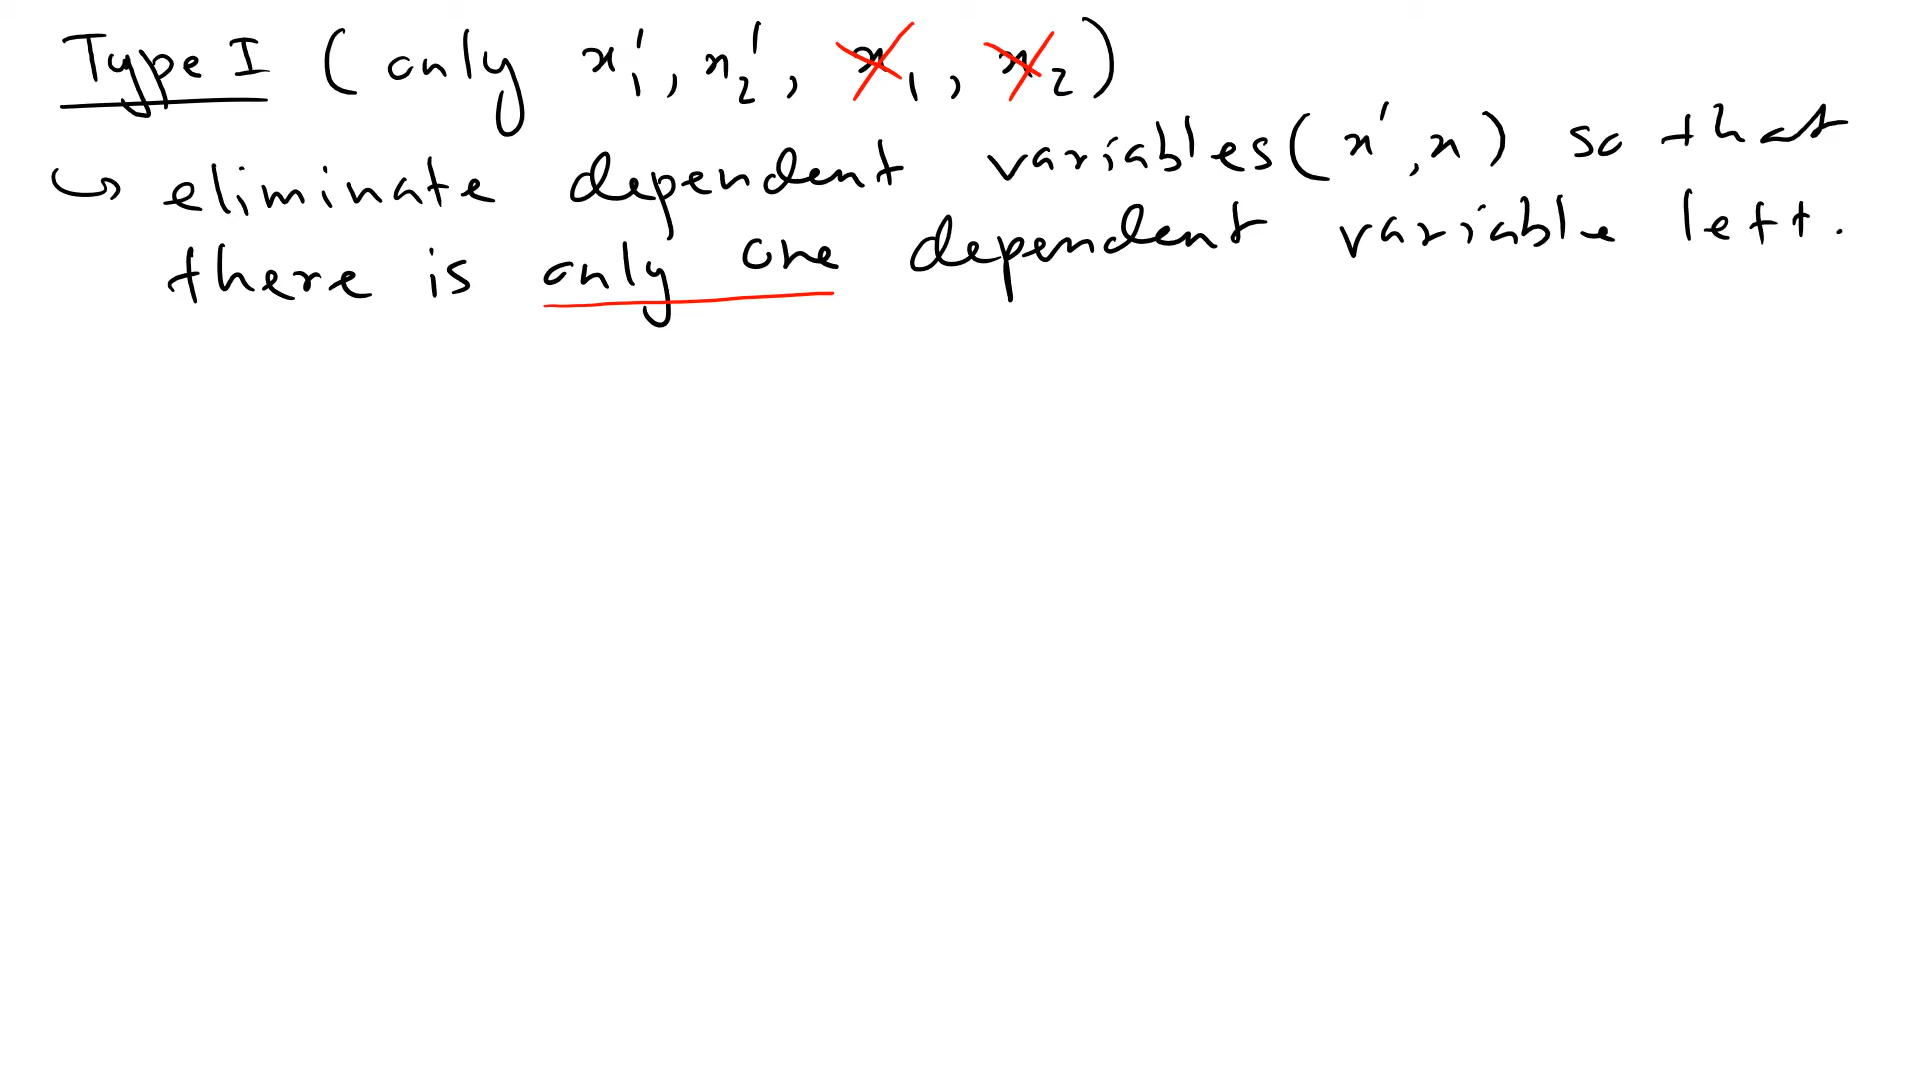 Type I (only x₁', x₂', x₁, x₂)
↪ eliminate dependent variables (x', x) so that
there is only one dependent variable left.